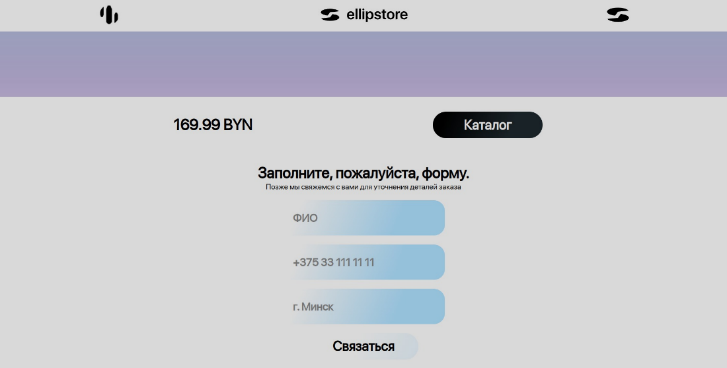 ellipstore
169.99 BYN
Каталог
Заполните, пожалуйста, форму.
Позже мы свяжемся с вами для уточнения деталей заказа
ФИО
+375 33 111 11 11
г. Минск
Связаться